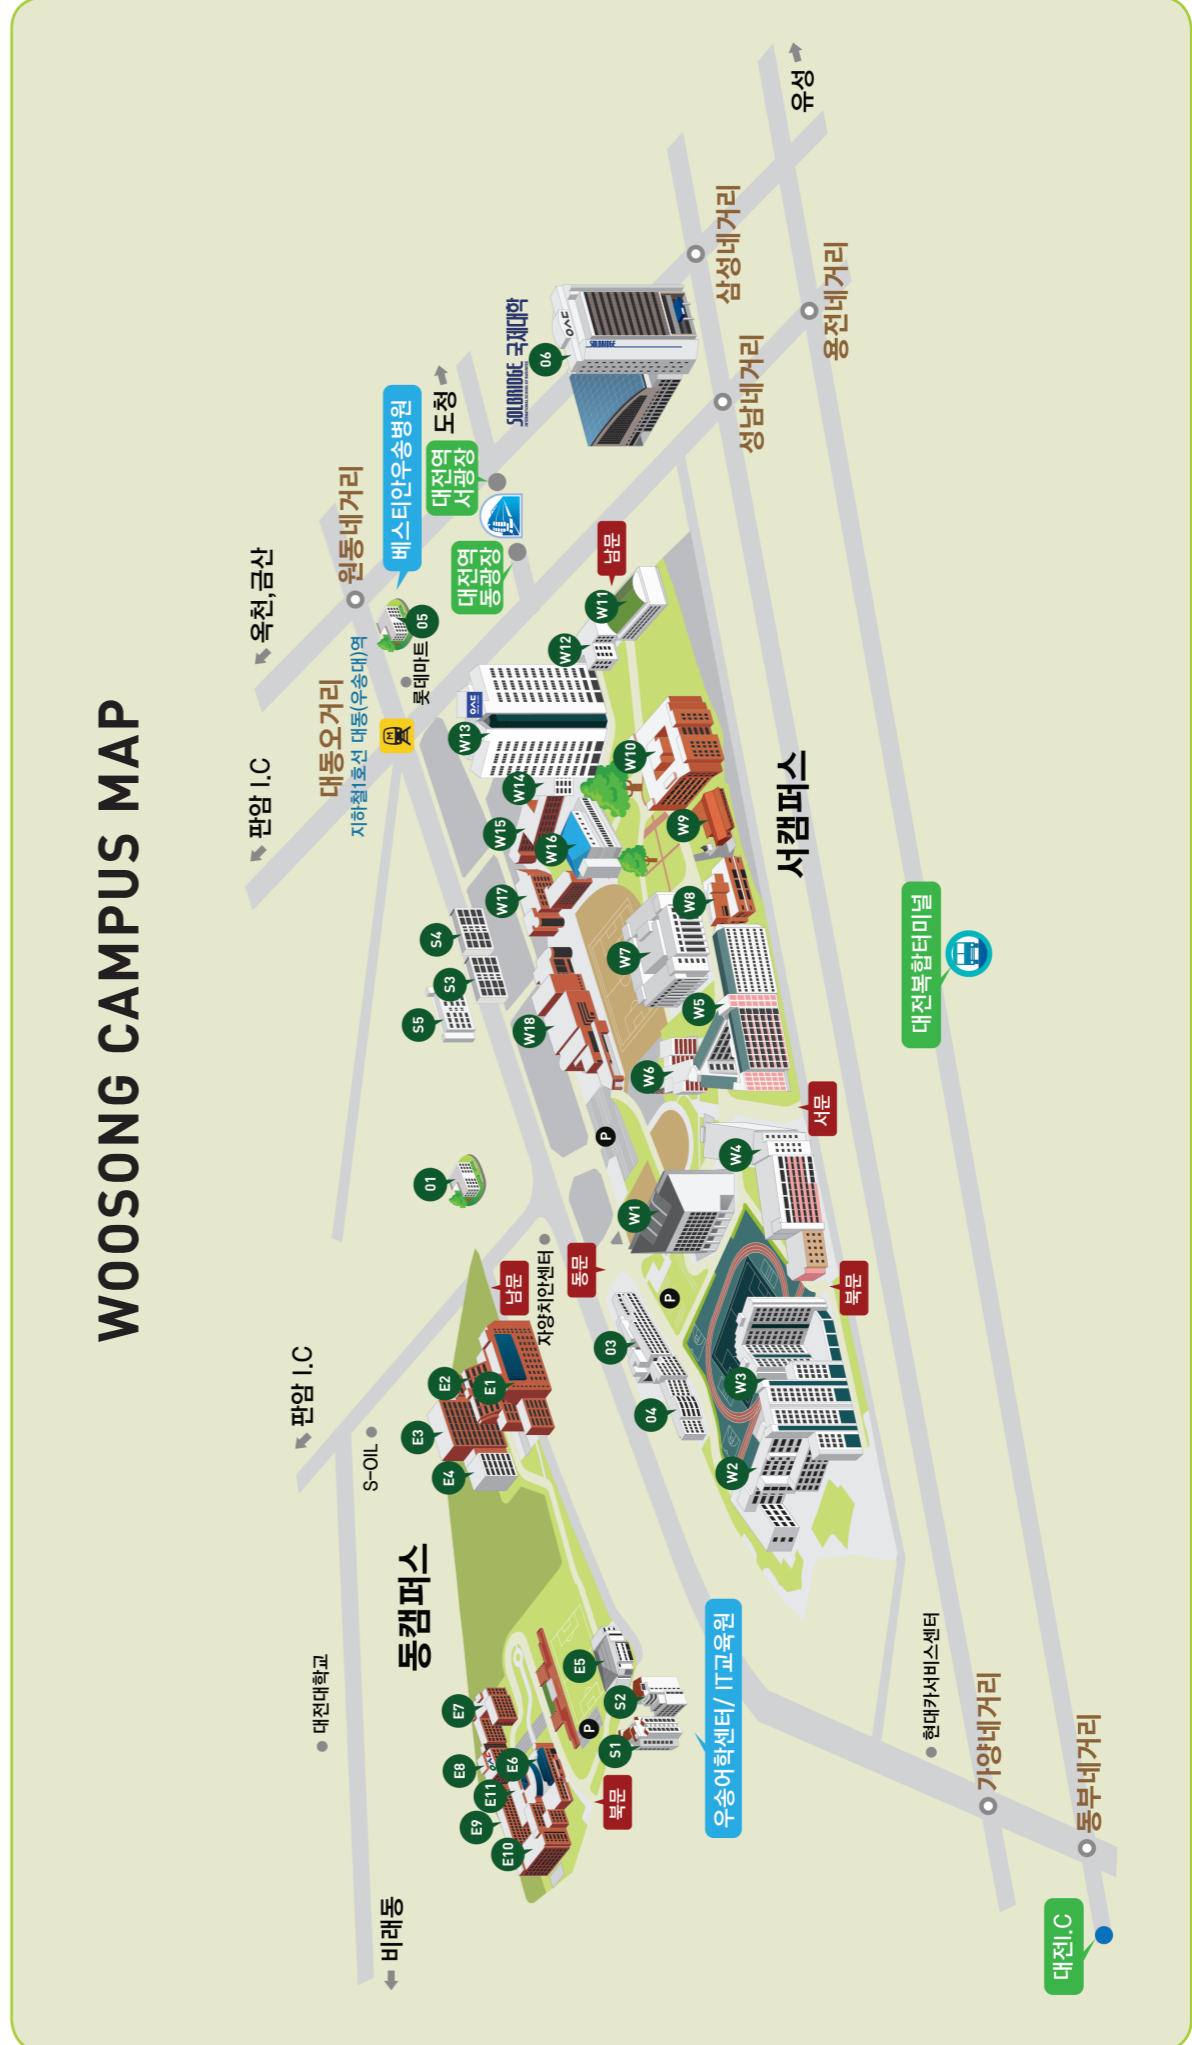 WOOSONG CAMPUS MAP
비래동
대전대학교
S-OIL
판암 I.C
판암 I.C
옥천,금산
대동오거리
지하철1호선 대동(우송대)역
원동네거리
베스티안우송병원
롯데마트
05
도청
대전역
서광장
대전역
동광장
SOLBRIDGE 국제대학
INTERNATIONAL SCHOOL OF BUSINESS
06
SOLBRIDGE
유성
삼성네거리
성남네거리
용전네거리
동캠퍼스
E1
E2
E3
E4
E5
E6
E7
E8
E9
E10
E11
S1
S2
P
북문
남문
자양치안센터
01
우송어학센터/ IT교육원
S3
S4
S5
동문
03
04
P
P
W1
W2
W3
W4
W5
W6
W7
W8
W9
W10
W11
W12
W13
W14
W15
W16
W17
W18
남문
서문
북문
서캠퍼스
대전복합터미널
현대카서비스센터
가양네거리
동부네거리
대전I.C